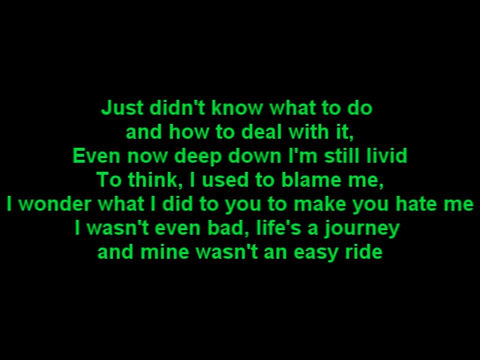 Just didn't know what to do
and how to deal with it,
Even now deep down I'm still livid
To think, I used to blame me,
I wonder what I did to you to make you hate me
I wasn't even bad, life's a journey
and mine wasn't an easy ride